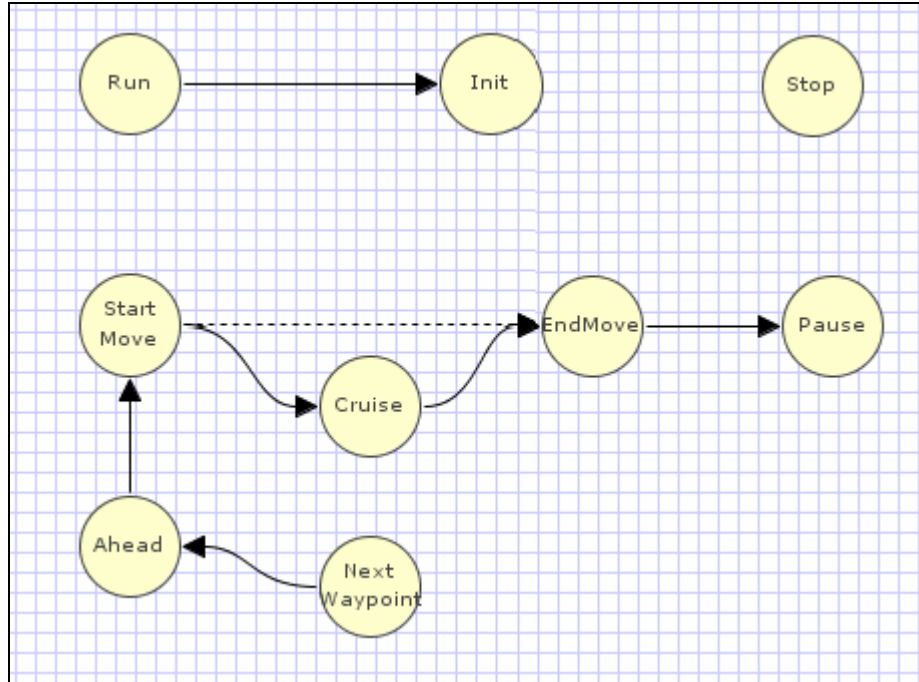 Run
Init
Stop
Start
Move
EndMove
Pause
Cruise
Ahead
Next
Waypoint